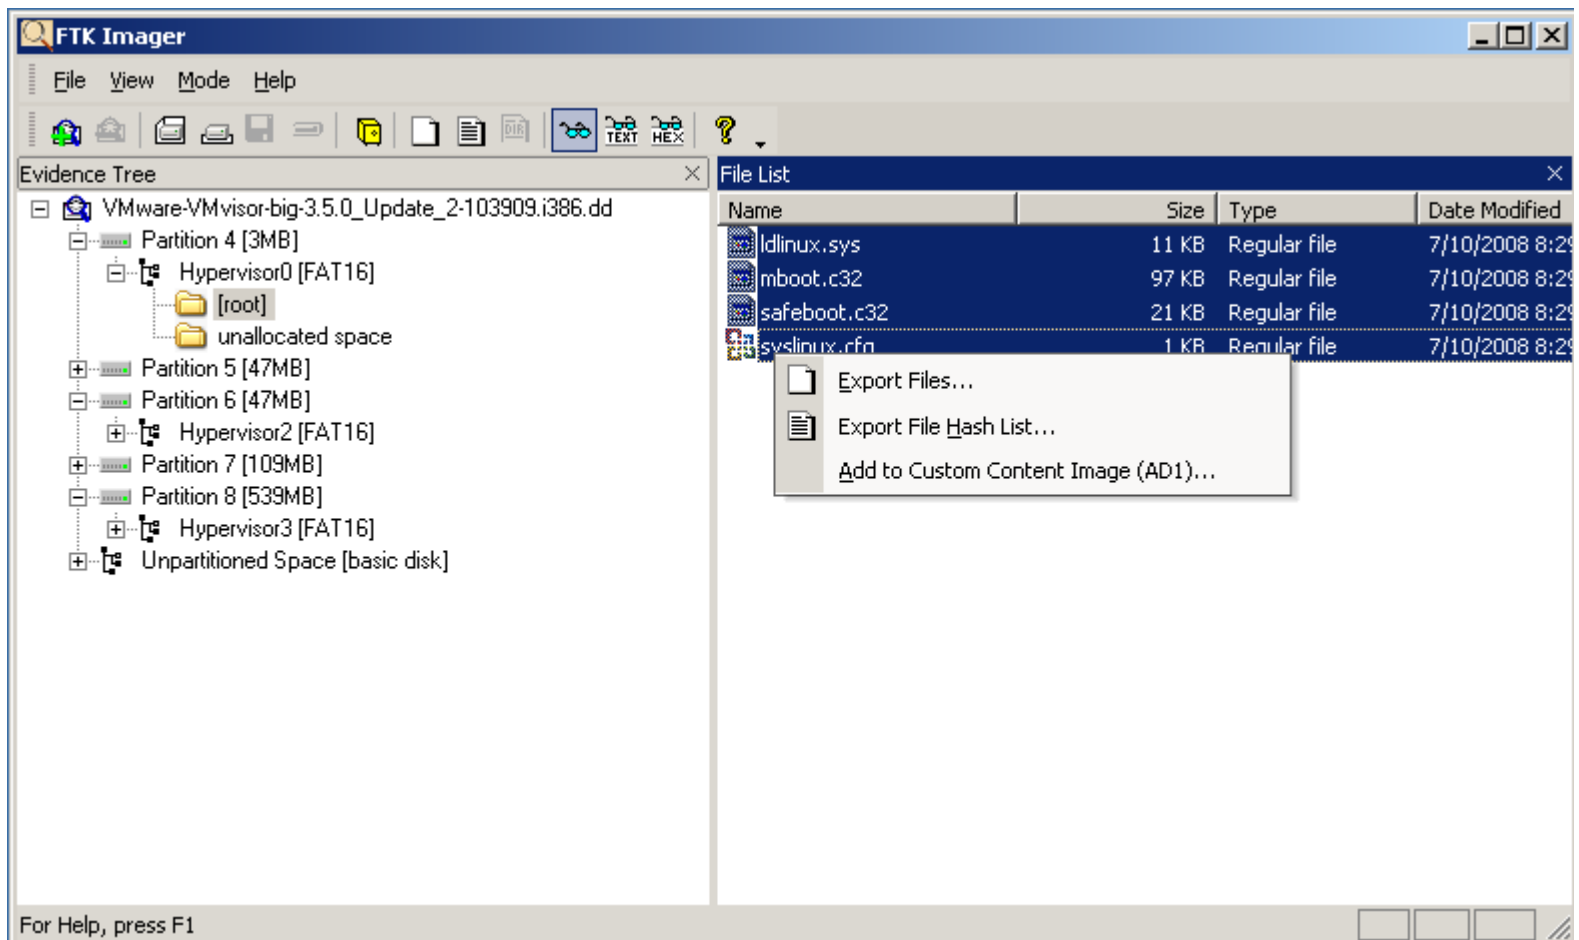 FTK Imager
File View Mode Help
DIR TEXT HEX ?
Evidence Tree
VMware-VMvisor-big-3.5.0_Update_2-103909.i386.dd
Partition 4 [3MB]
Hypervisor0 [FAT16]
[root]
unallocated space
Partition 5 [47MB]
Partition 6 [47MB]
Hypervisor2 [FAT16]
Partition 7 [109MB]
Partition 8 [539MB]
Hypervisor3 [FAT16]
Unpartitioned Space [basic disk]
File List
Name Size Type Date Modified
ldlinux.sys 11 KB Regular file 7/10/2008 8:29
mboot.c32 97 KB Regular file 7/10/2008 8:29
safeboot.c32 21 KB Regular file 7/10/2008 8:29
syslinux.cfg 1 KB Regular file 7/10/2008 8:29
Export Files...
Export File Hash List...
Add to Custom Content Image (AD1)...
For Help, press F1